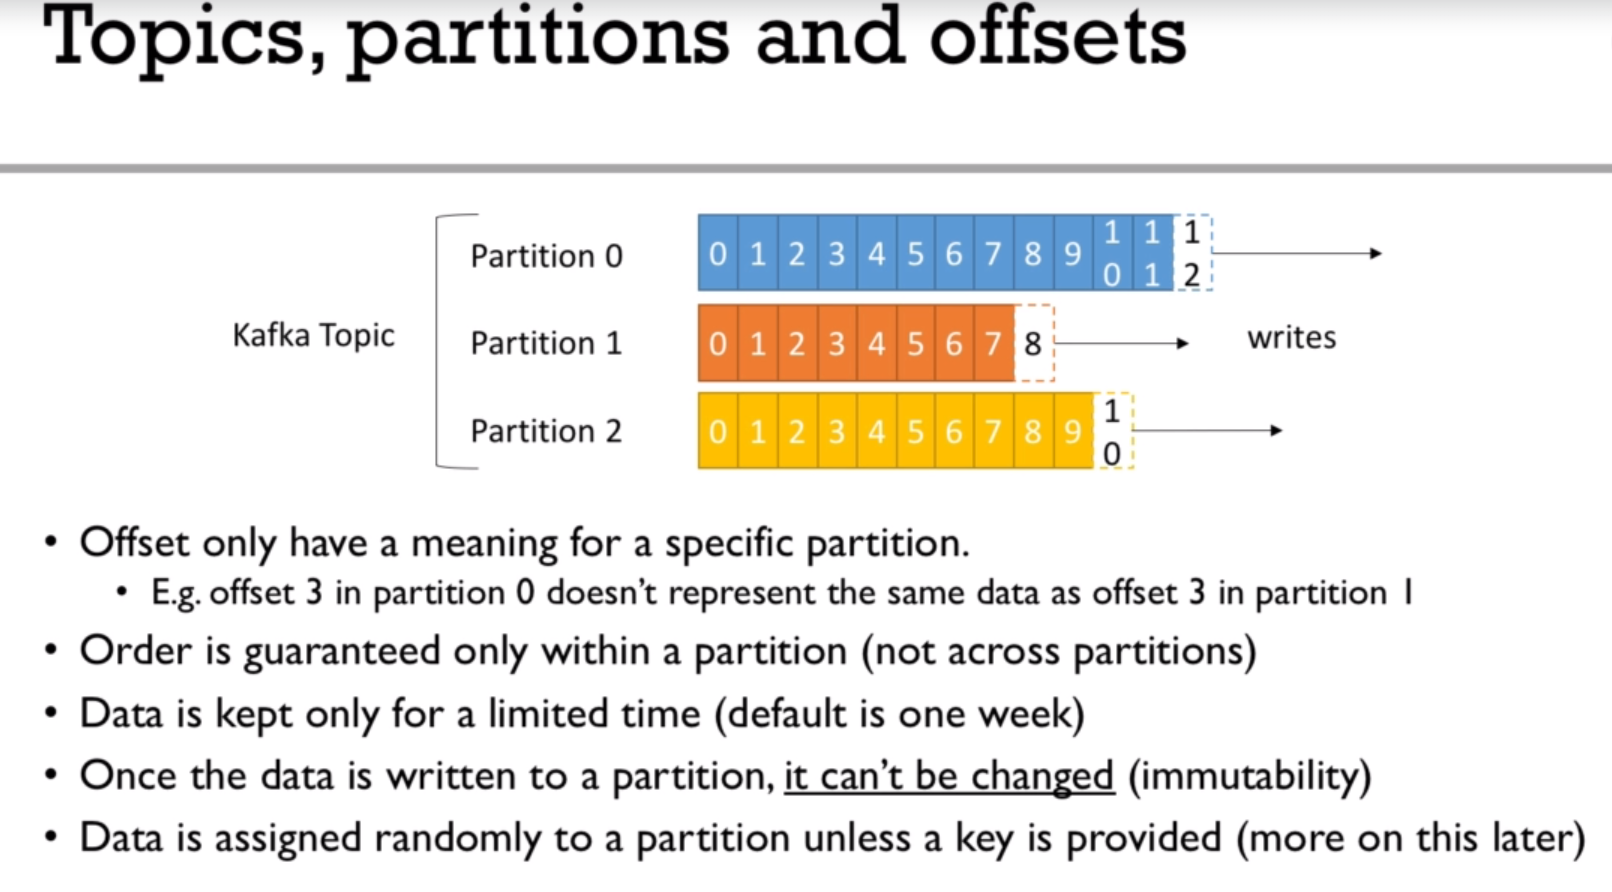 Topics, partitions and offsets
Kafka Topic
Partition 0
0 1 2 3 4 5 6 7 8 9 10 11 12
Partition 1
0 1 2 3 4 5 6 7 8
writes
Partition 2
0 1 2 3 4 5 6 7 8 9 10
• Offset only have a meaning for a specific partition.
• E.g. offset 3 in partition 0 doesn’t represent the same data as offset 3 in partition 1
• Order is guaranteed only within a partition (not across partitions)
• Data is kept only for a limited time (default is one week)
• Once the data is written to a partition, it can’t be changed (immutability)
• Data is assigned randomly to a partition unless a key is provided (more on this later)